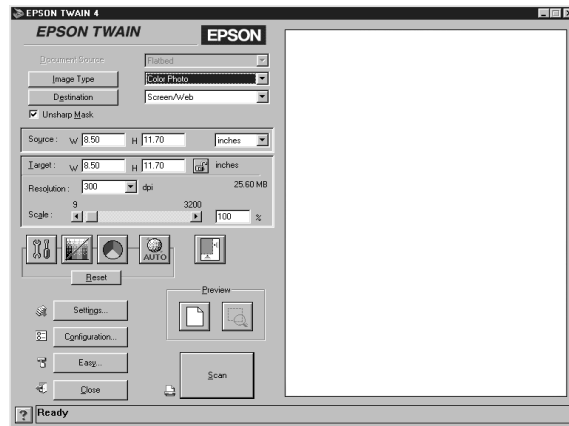 EPSON TWAIN 4
EPSON TWAIN
EPSON
Document Source
Flatbed
Image Type
Color Photo
Destination
Screen/Web
Unsharp Mask
Source : W 8.50 H 11.70 inches
Target : W 8.50 H 11.70 inches
Resolution : 300 dpi 25.60 MB
9 3200
Scale : 100 %
AUTO
Reset
Preview
Settings...
Configuration...
Easy...
Scan
Close
? Ready